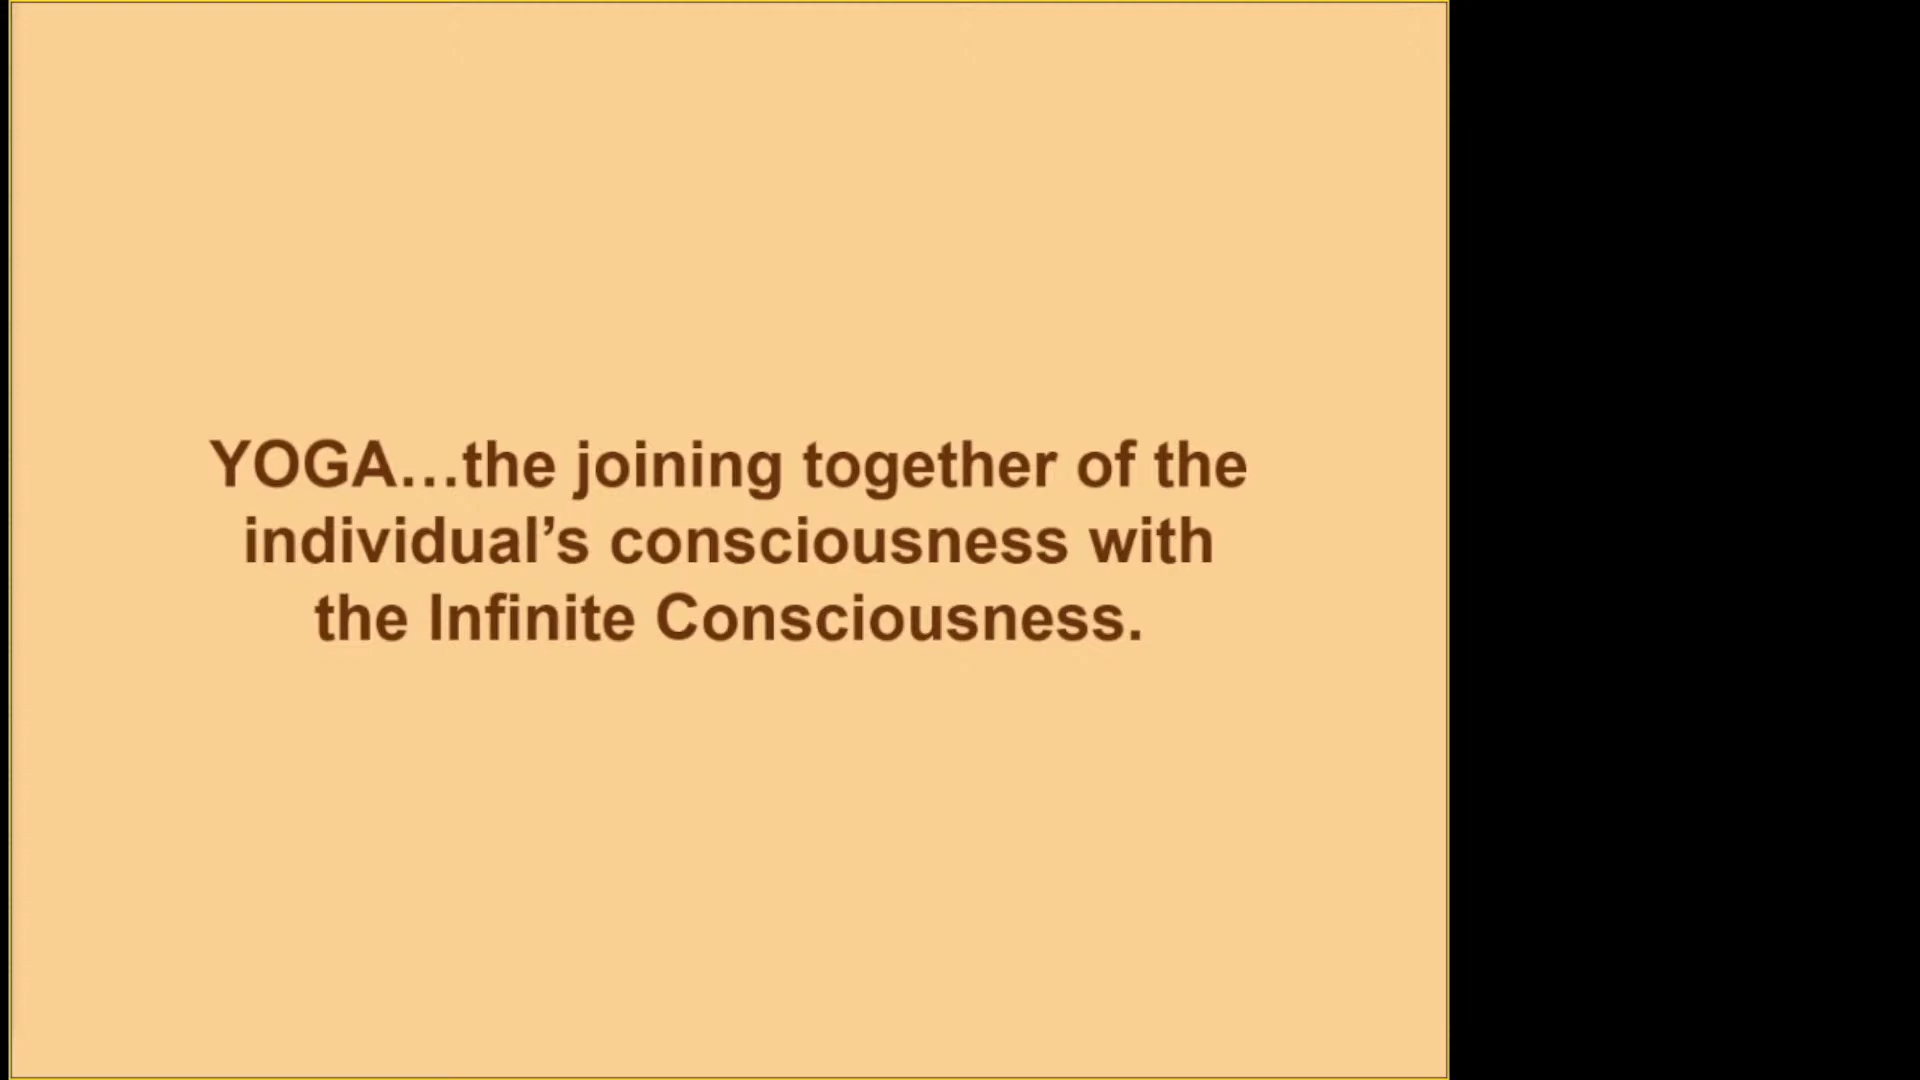 YOGA…the joining together of the
individual’s consciousness with
the Infinite Consciousness.